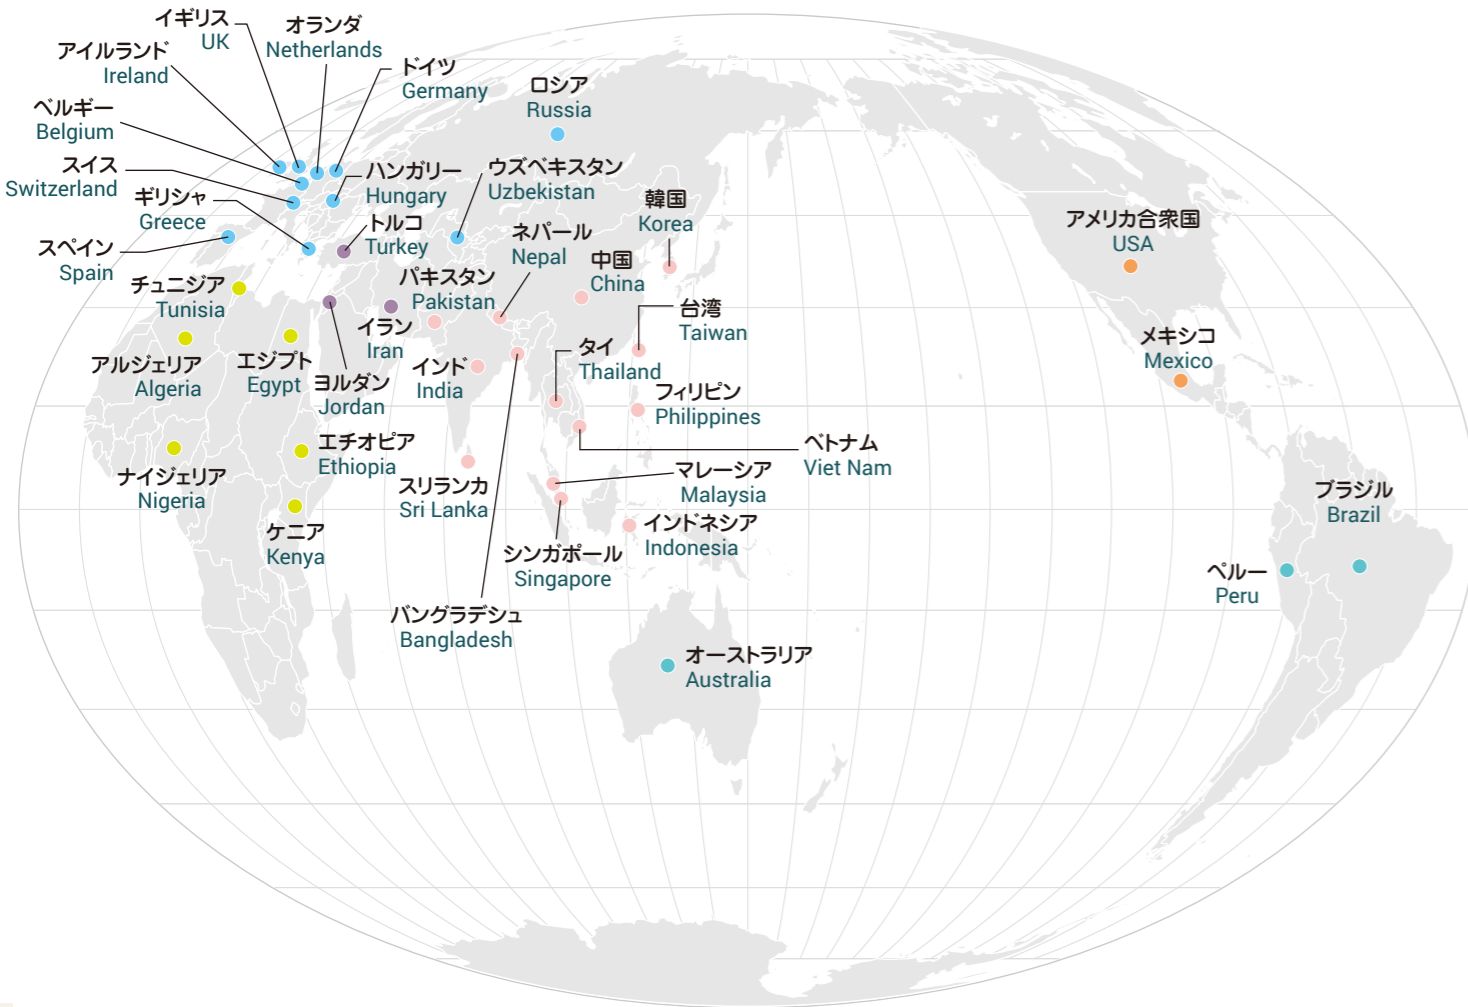 イギリス
UK
オランダ
Netherlands
アイルランド
Ireland
ドイツ
Germany
ロシア
Russia
ベルギー
Belgium
スイス
Switzerland
ハンガリー
Hungary
ウズベキスタン
Uzbekistan
ギリシャ
Greece
韓国
Korea
アメリカ合衆国
USA
トルコ
Turkey
ネパール
Nepal
スペイン
Spain
中国
China
チュニジア
Tunisia
パキスタン
Pakistan
台湾
Taiwan
イラン
Iran
メキシコ
Mexico
アルジェリア
Algeria
エジプト
Egypt
ヨルダン
Jordan
インド
India
タイ
Thailand
フィリピン
Philippines
エチオピア
Ethiopia
ベトナム
Viet Nam
ナイジェリア
Nigeria
スリランカ
Sri Lanka
マレーシア
Malaysia
ブラジル
Brazil
ケニア
Kenya
インドネシア
Indonesia
シンガポール
Singapore
ペルー
Peru
バングラデシュ
Bangladesh
オーストラリア
Australia